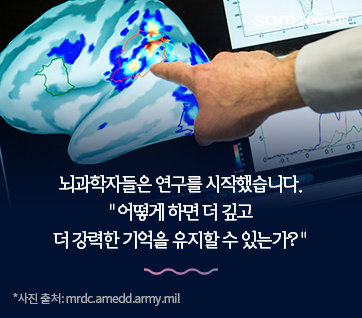 sam
뇌과학자들은 연구를 시작했습니다.
"어떻게 하면 더 깊고
더 강력한 기억을 유지할 수 있는가?"
*사진 출처: mrdc.amedd.army.mil